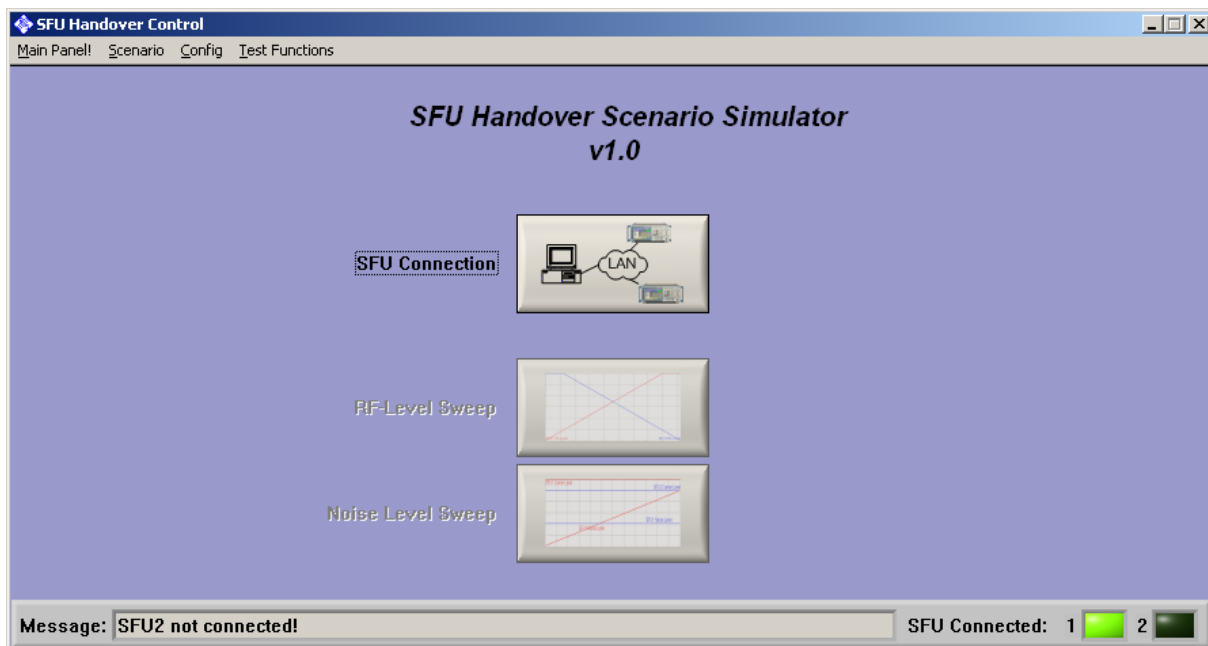 SFU Handover Control
Main Panel! Scenario Config Test Functions
SFU Handover Scenario Simulator
v1.0
SFU Connection
LAN
RF-Level Sweep
Noise Level Sweep
Message: SFU2 not connected! SFU Connected: 1 2